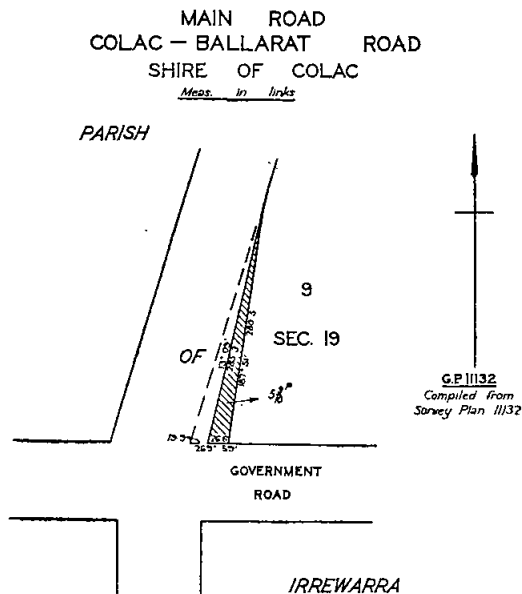 MAIN ROAD
COLAC – BALLARAT ROAD
SHIRE OF COLAC
Meas. in links
PARISH
9
SEC. 19
OF
G.P. 11132
Compiled from
Survey Plan 11132
GOVERNMENT
ROAD
IRREWARRA